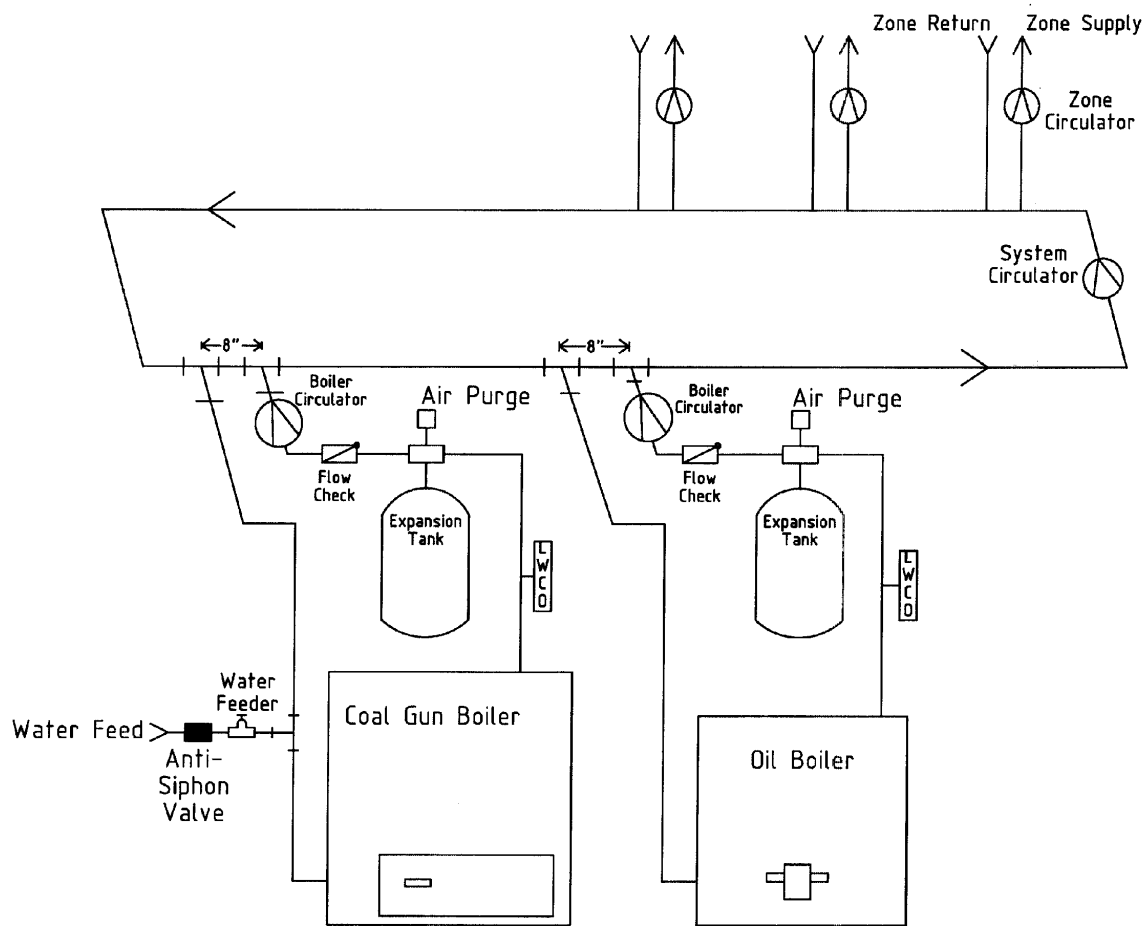 Zone Return
Zone Supply
Zone
Circulator
System
Circulator
8"
8"
Boiler
Circulator
Air Purge
Boiler
Circulator
Air Purge
Flow
Check
Flow
Check
Expansion
Tank
Expansion
Tank
LWCO
LWCO
Water
Feeder
Water Feed
Anti-
Siphon
Valve
Coal Gun Boiler
Oil Boiler